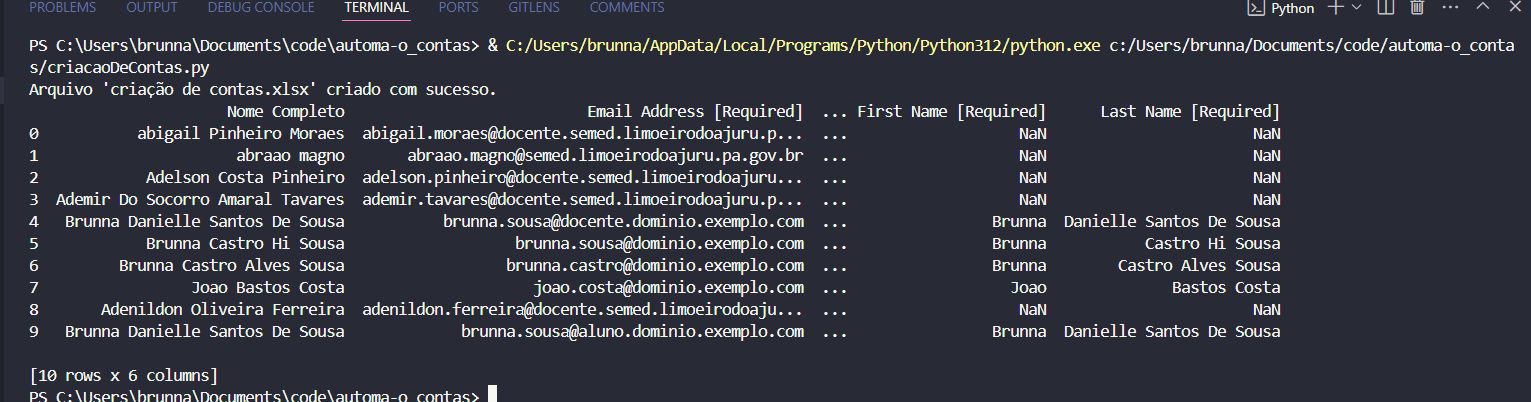 PROBLEMS OUTPUT DEBUG CONSOLE TERMINAL PORTS GITLENS COMMENTS Python
PS C:\Users\brunna\Documents\code\automa-o_contas> & C:/Users/brunna/AppData/Local/Programs/Python/Python312/python.exe c:/Users/brunna/Documents/code/automa-o_conta
s/criacaoDeContas.py
Arquivo 'criação de contas.xlsx' criado com sucesso.
Nome Completo Email Address [Required] ... First Name [Required] Last Name [Required]
0 abigail Pinheiro Moraes abigail.moraes@docente.semed.limoeirodoajuru.p... ... NaN NaN
1 abraao magno abraao.magno@semed.limoeirodoajuru.pa.gov.br ... NaN NaN
2 Adelson Costa Pinheiro adelson.pinheiro@docente.semed.limoeirodoajuru... ... NaN NaN
3 Ademir Do Socorro Amaral Tavares ademir.tavares@docente.semed.limoeirodoajuru.p... ... NaN NaN
4 Brunna Danielle Santos De Sousa brunna.sousa@docente.dominio.exemplo.com ... Brunna Danielle Santos De Sousa
5 Brunna Castro Hi Sousa brunna.sousa@dominio.exemplo.com ... Brunna Castro Hi Sousa
6 Brunna Castro Alves Sousa brunna.castro@dominio.exemplo.com ... Brunna Castro Alves Sousa
7 Joao Bastos Costa joao.costa@dominio.exemplo.com ... Joao Bastos Costa
8 Adenildon Oliveira Ferreira adenildon.ferreira@docente.semed.limoeirodoaju... ... NaN NaN
9 Brunna Danielle Santos De Sousa brunna.sousa@aluno.dominio.exemplo.com ... Brunna Danielle Santos De Sousa
[10 rows x 6 columns]
PS C:\Users\brunna\Documents\code\automa-o_contas>